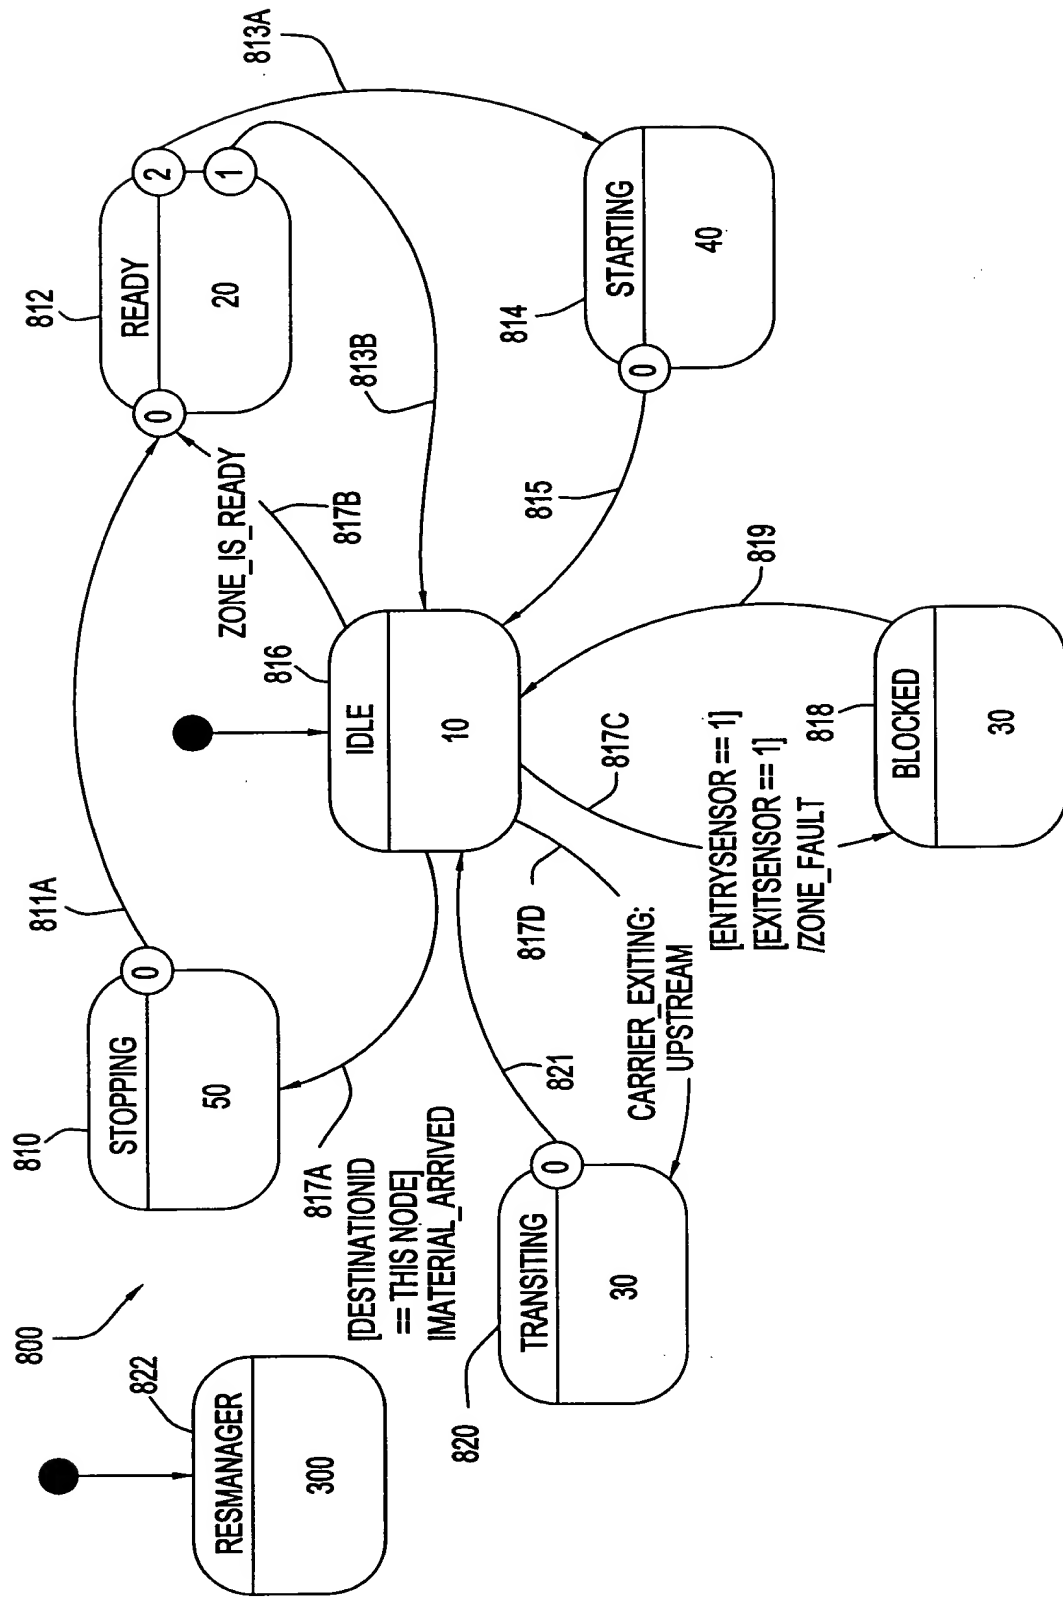 800
822
RESMANAGER
300
810
STOPPING
50
0
811A
812
READY
20
0
2
1
813A
813B
ZONE_IS_READY
817B
816
IDLE
10
814
STARTING
40
0
815
817A
[DESTINATIONID
== THIS NODE]
IMATERIAL_ARRIVED
820
TRANSITING
30
0
821
817D
CARRIER_EXITING:
UPSTREAM
817C
[ENTRYSENSOR == 1]
[EXITSENSOR == 1]
/ZONE_FAULT
819
818
BLOCKED
30